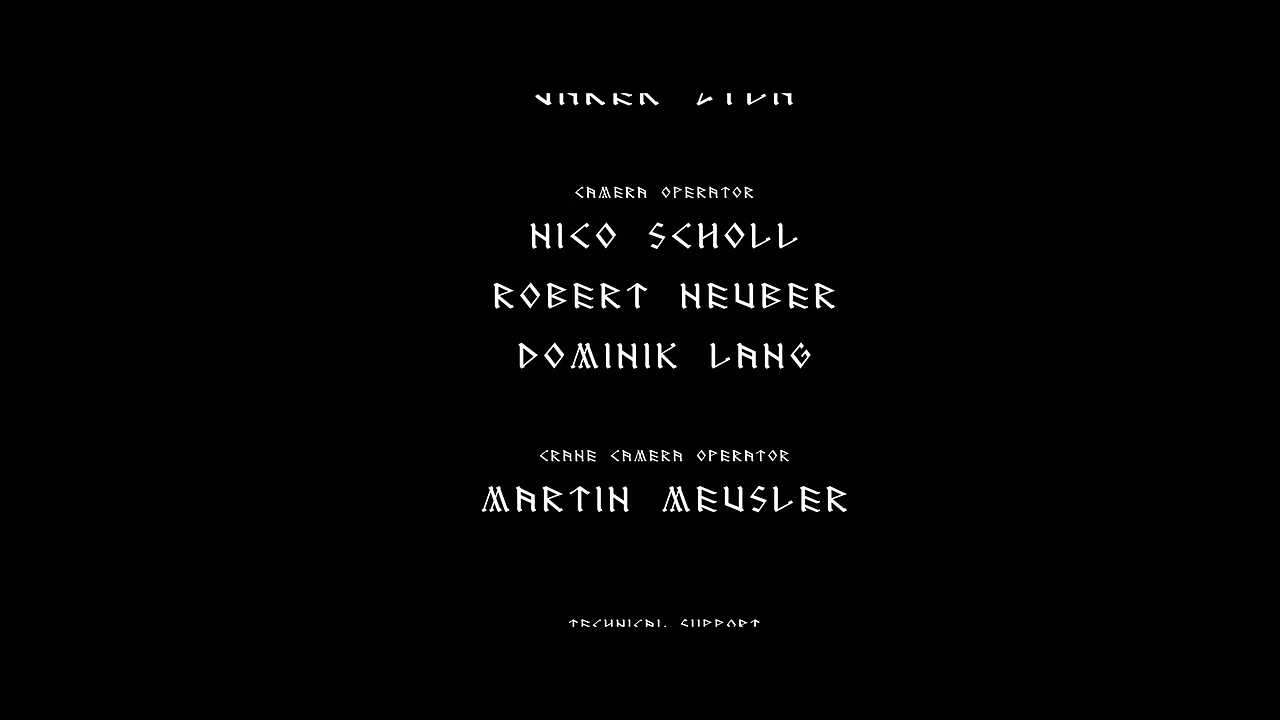 CAMERA OPERATOR
NICO SCHOLL
ROBERT NEUBER
DOMINIK LANG
CRANE CAMERA OPERATOR
MARTIN MEUSLER
TECHNICAL SUPPORT